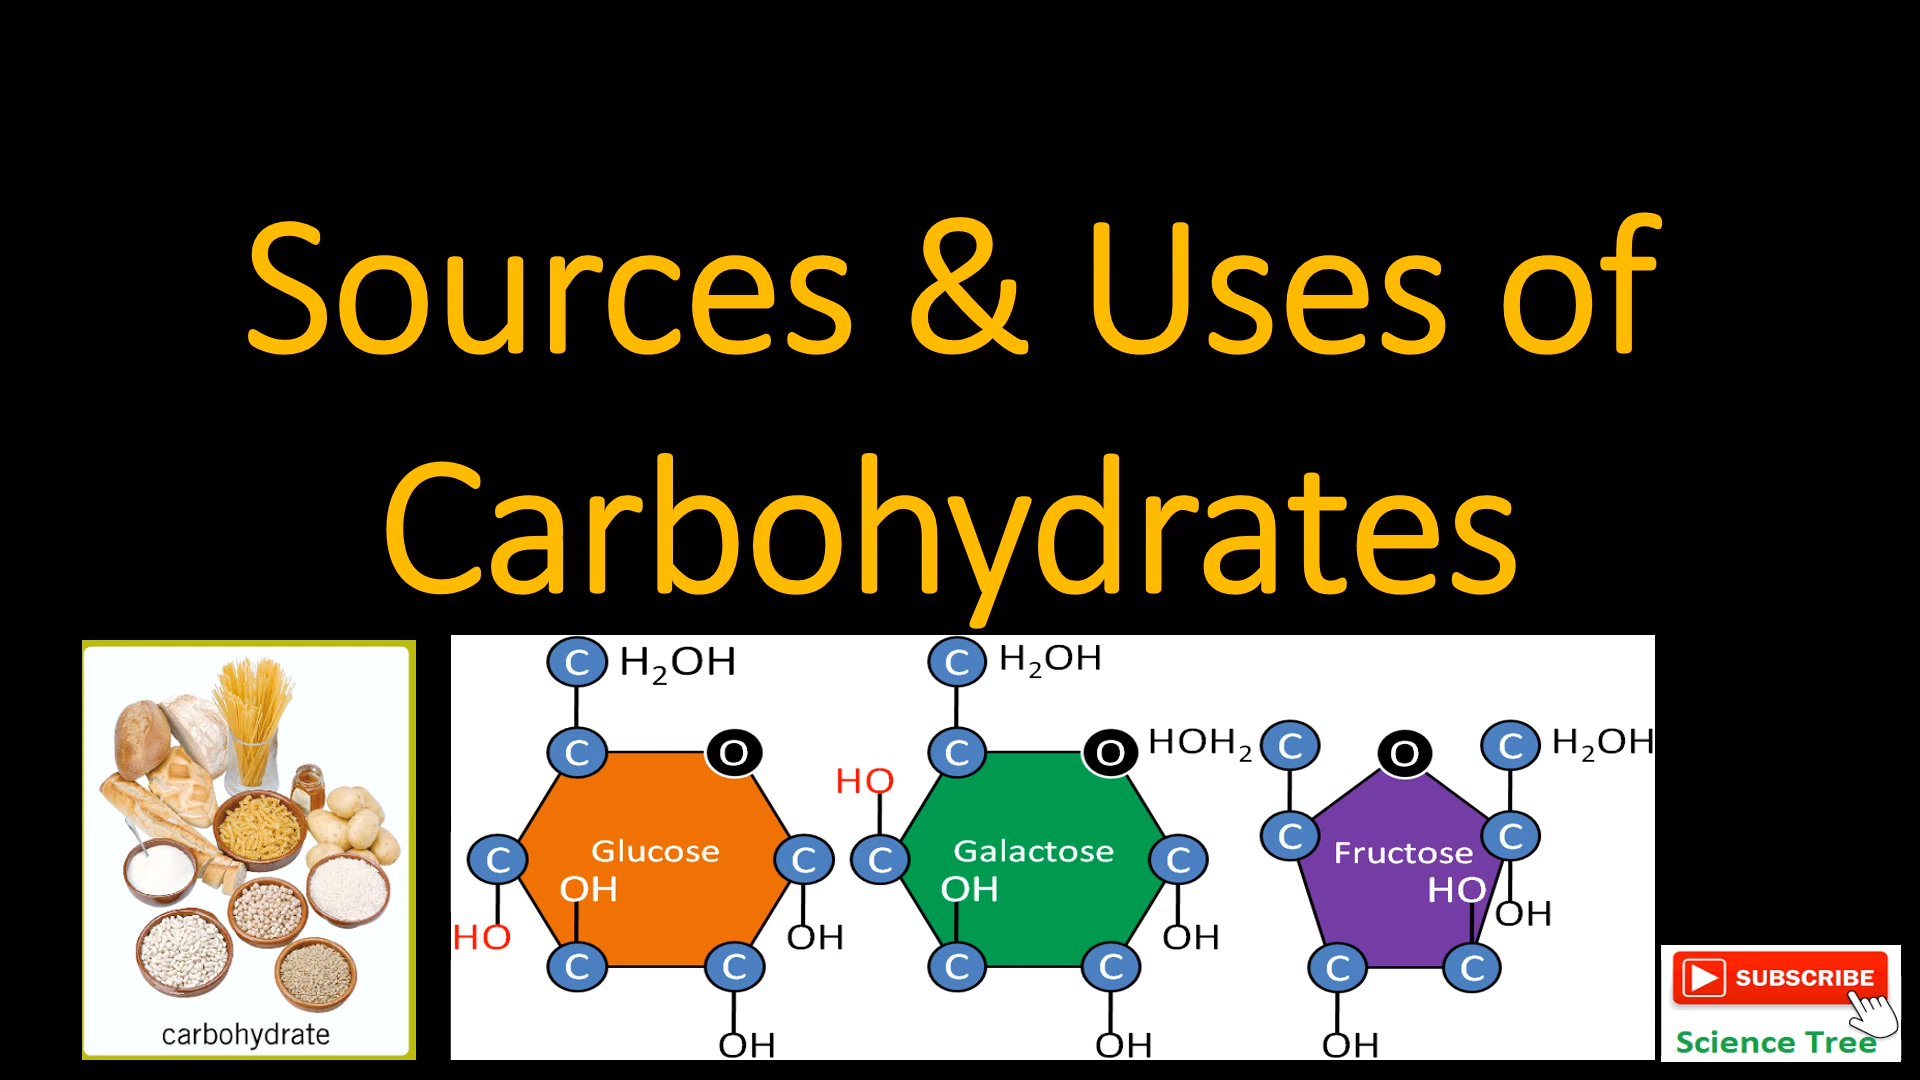 Sources & Uses of
Carbohydrates
carbohydrate
C H₂OH
C O
C Glucose C
OH
HO OH
C C
OH
C H₂OH
C O
HO
C Galactose C
OH
OH
C C
OH
HOH₂ C O C H₂OH
C Fructose C
HO
OH
C C
OH
SUBSCRIBE
Science Tree